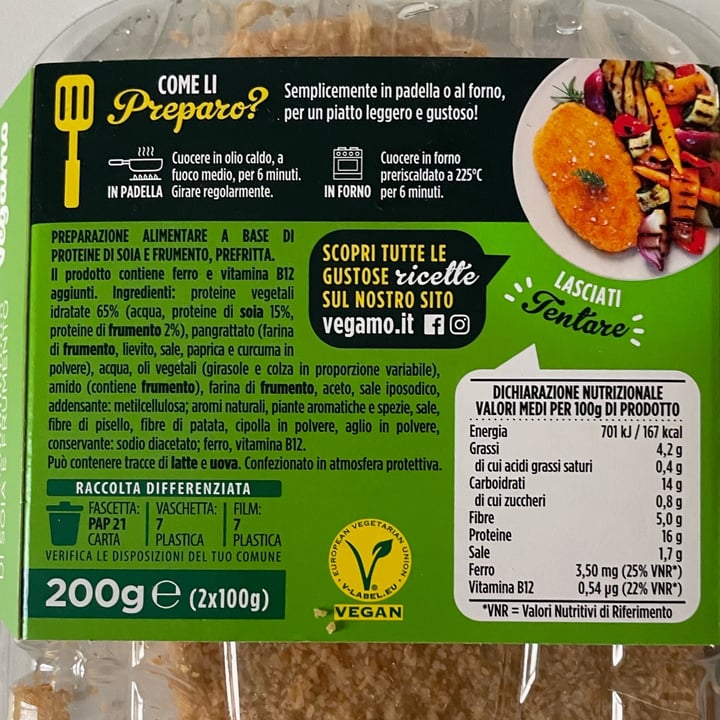 COME LI
Preparo?
Semplicemente in padella o al forno,
per un piatto leggero e gustoso!
IN PADELLA
Cuocere in olio caldo, a
fuoco medio, per 6 minuti.
Girare regolarmente.
IN FORNO
Cuocere in forno
preriscaldato a 225°C
per 6 minuti.
PREPARAZIONE ALIMENTARE A BASE DI
PROTEINE DI SOIA E FRUMENTO, PREFRITTA.
Il prodotto contiene ferro e vitamina B12
aggiunti. Ingredienti: proteine vegetali
idratate 65% (acqua, proteine di soia 15%,
proteine di frumento 2%), pangrattato (farina
di frumento, lievito, sale, paprica e curcuma in
polvere), acqua, oli vegetali (girasole e colza in proporzione variabile),
amido (contiene frumento), farina di frumento, aceto, sale iposodico,
addensante: metilcellulosa; aromi naturali, piante aromatiche e spezie, sale,
fibre di pisello, fibre di patata, cipolla in polvere, aglio in polvere,
conservante: sodio diacetato; ferro, vitamina B12.
Può contenere tracce di latte e uova. Confezionato in atmosfera protettiva.
SCOPRI TUTTE LE
GUSTOSE ricette
SUL NOSTRO SITO
vegamo.it
LASCIATI
Tentare
RACCOLTA DIFFERENZIATA
FASCETTA:
PAP 21
CARTA
VASCHETTA:
7
PLASTICA
FILM:
7
PLASTICA
VERIFICA LE DISPOSIZIONI DEL TUO COMUNE
200g e (2x100g)
EUROPEAN VEGETARIAN UNION
V-LABEL.EU
VEGAN
DICHIARAZIONE NUTRIZIONALE
VALORI MEDI PER 100g DI PRODOTTO
Energia 701 kJ / 167 kcal
Grassi 4,2 g
di cui acidi grassi saturi 0,4 g
Carboidrati 14 g
di cui zuccheri 0,8 g
Fibre 5,0 g
Proteine 16 g
Sale 1,7 g
Ferro 3,50 mg (25% VNR*)
Vitamina B12 0,54 µg (22% VNR*)
*VNR = Valori Nutritivi di Riferimento
vegamo
DI SOIA E FRUMENTO